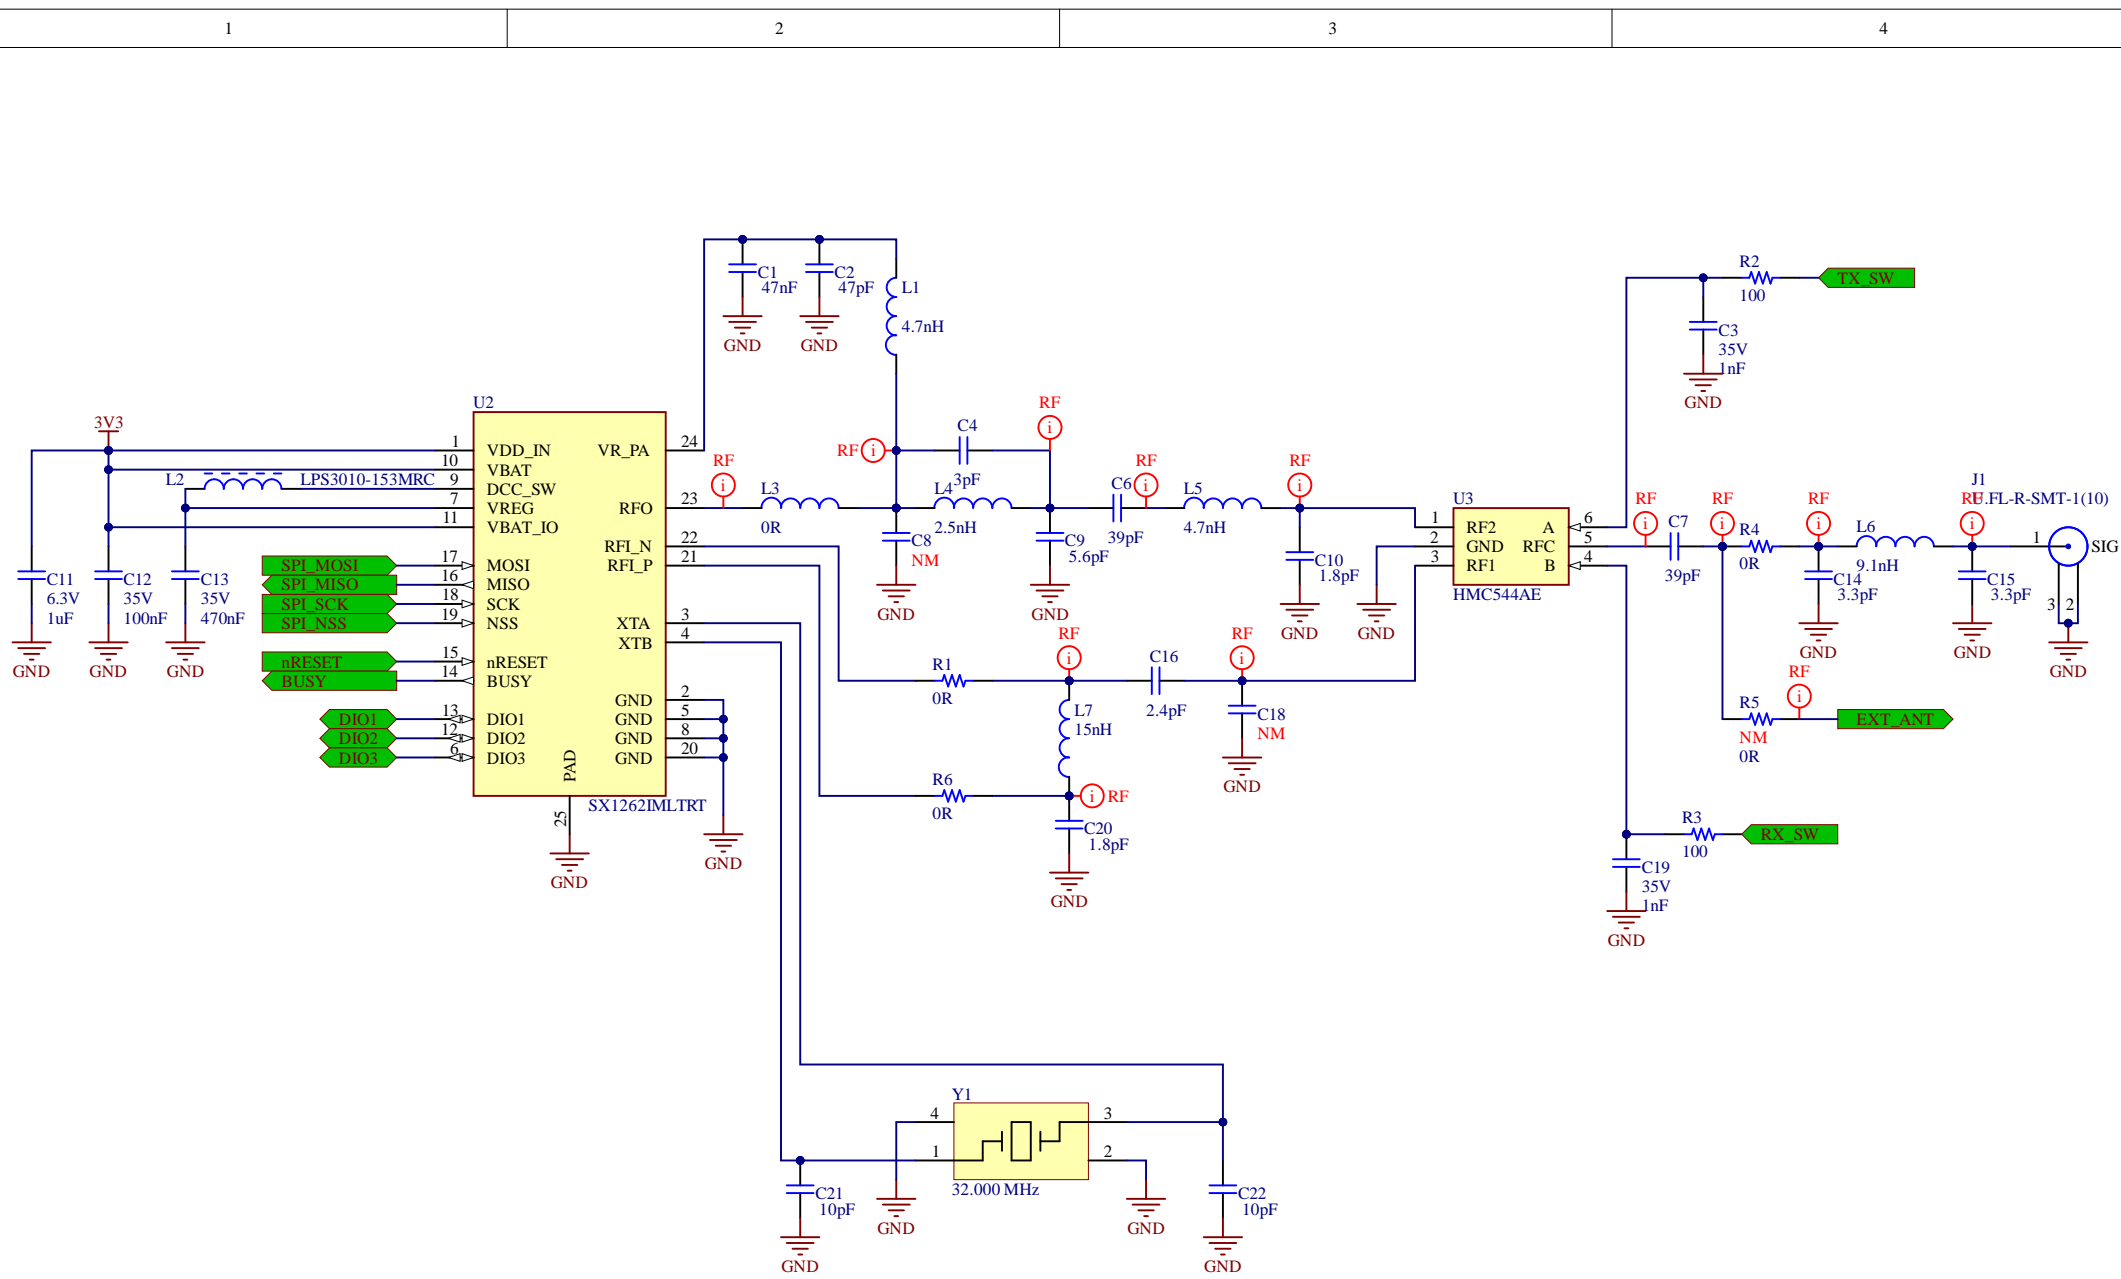 1 2 3 4
C1
47nF
GND
C2
47pF
GND
L1
4.7nH
R2
100
TX_SW
C3
35V
1nF
GND
3V3
U2
1 VDD_IN
10 VBAT
9 DCC_SW
7 VREG
11 VBAT_IO
17 MOSI
16 MISO
18 SCK
19 NSS
15 nRESET
14 BUSY
13 DIO1
12 DIO2
6 DIO3
VR_PA 24
RFO 23
RFI_N 22
RFI_P 21
XTA 3
XTB 4
GND 2
GND 5
GND 8
GND 20
PAD
25
SX1262IMLTRT
GND
GND
L2
LPS3010-153MRC
SPI_MOSI
SPI_MISO
SPI_SCK
SPI_NSS
nRESET
BUSY
DIO1
DIO2
DIO3
C11
6.3V
1uF
GND
C12
35V
100nF
GND
C13
35V
470nF
GND
RF
i
L3
0R
RF i
C4
3pF
L4
2.5nH
RF
i
C8
NM
GND
C9
5.6pF
GND
C6
39pF
RF
i
L5
4.7nH
RF
i
C10
1.8pF
GND
GND
U3
1 RF2
2 GND
3 RF1
A 6
RFC 5
B 4
HMC544AE
RF
i
C7
39pF
RF
i
R4
0R
RF
i
C14
3.3pF
GND
L6
9.1nH
RF
i
C15
3.3pF
GND
J1
U.FL-R-SMT-1(10)
1
SIG
3 2
GND
R1
0R
RF
i
C16
2.4pF
RF
i
C18
NM
GND
L7
15nH
R6
0R
i RF
C20
1.8pF
GND
R5
NM
0R
RF
i
EXT_ANT
R3
100
RX_SW
C19
35V
1nF
GND
Y1
4
1
3
2
32.000 MHz
C21
10pF
GND
GND
GND
C22
10pF
GND